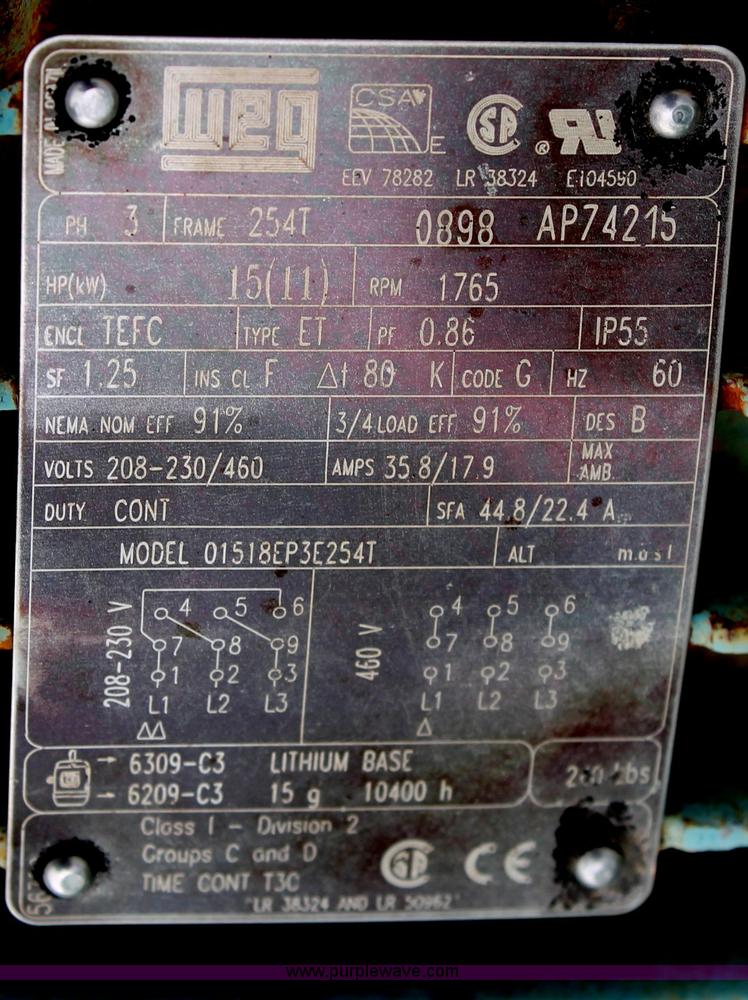 weg CSA E SA ® RU
EEV 78282 LR 38324 E104590
PH 3 FRAME 254T 0898 AP74215
HP(kW) 15(11) RPM 1765
ENCL TEFC TYPE ET PF 0.86 IP55
SF 1.25 INS CL F Δt 80 K CODE G HZ 60
NEMA NOM EFF 91% 3/4 LOAD EFF 91% DES B
VOLTS 208-230/460 AMPS 35.8/17.9 MAX AMB.
DUTY CONT SFA 44.8/22.4 A
MODEL 01518EP3E254T ALT m.a.s.l
208-230 V 460 V
4 5 6 4 5 6
7 8 9 7 8 9
1 2 3 1 2 3
L1 L2 L3 L1 L2 L3
ΔΔ Δ
6309-C3 LITHIUM BASE
6209-C3 15 g 10400 h
Class I - Division 2
Groups C and D
TIME CONT T3C
"LR 38324 AND LR 50962"
SA CE
www.purplewave.com